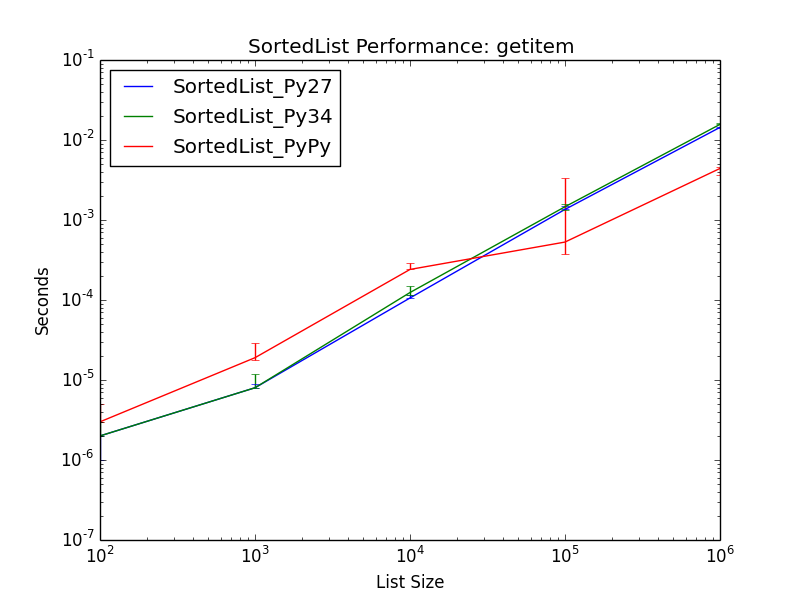 SortedList Performance: getitem
SortedList_Py27
SortedList_Py34
SortedList_PyPy
10^-1
10^-2
10^-3
10^-4
10^-5
10^-6
10^-7
Seconds
10^2 10^3 10^4 10^5 10^6
List Size